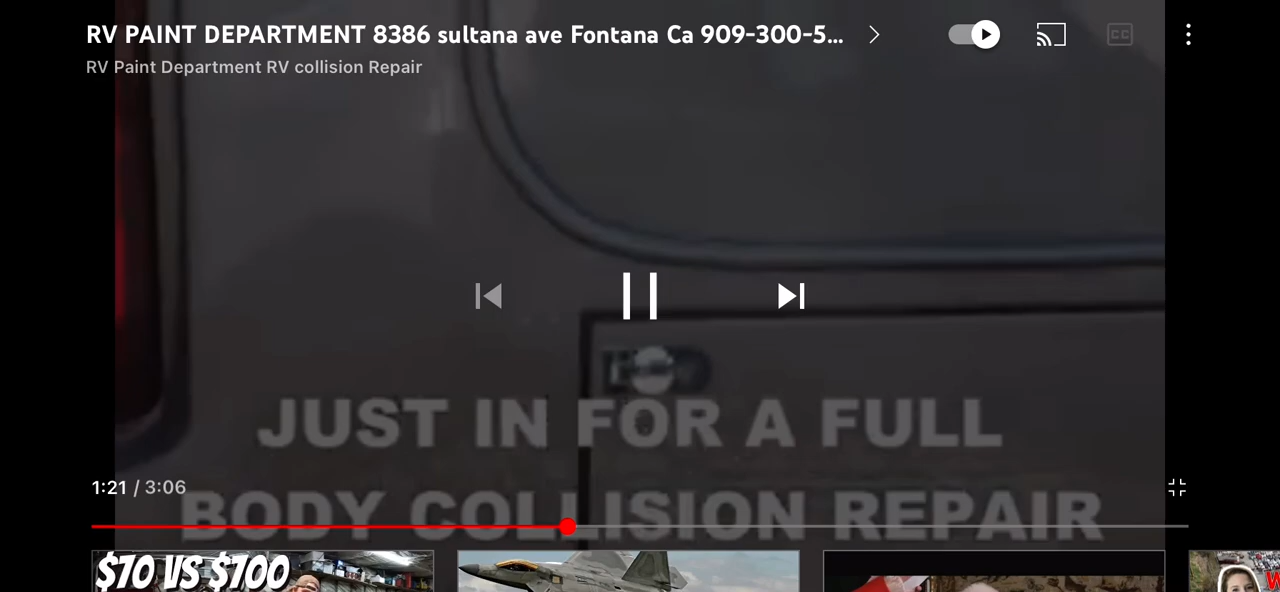 RV PAINT DEPARTMENT 8386 sultana ave Fontana Ca 909-300-5...
RV Paint Department RV collision Repair
CC
JUST IN FOR A FULL
1:21 / 3:06
BODY COLLISION REPAIR
$70 VS $700